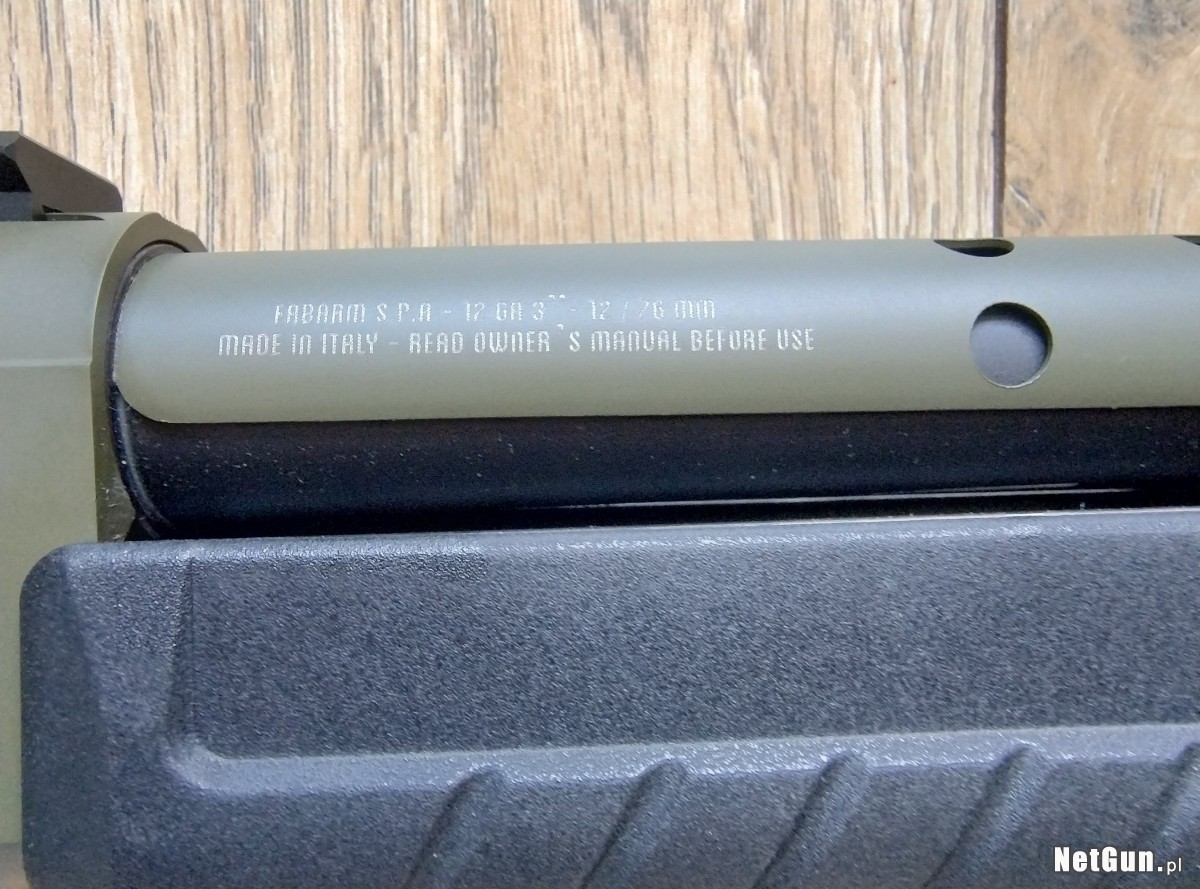 FABARM S.P.A - 12 GA 3" - 12 / 76 MM
MADE IN ITALY - READ OWNER`S MANUAL BEFORE USE
NetGun.pl